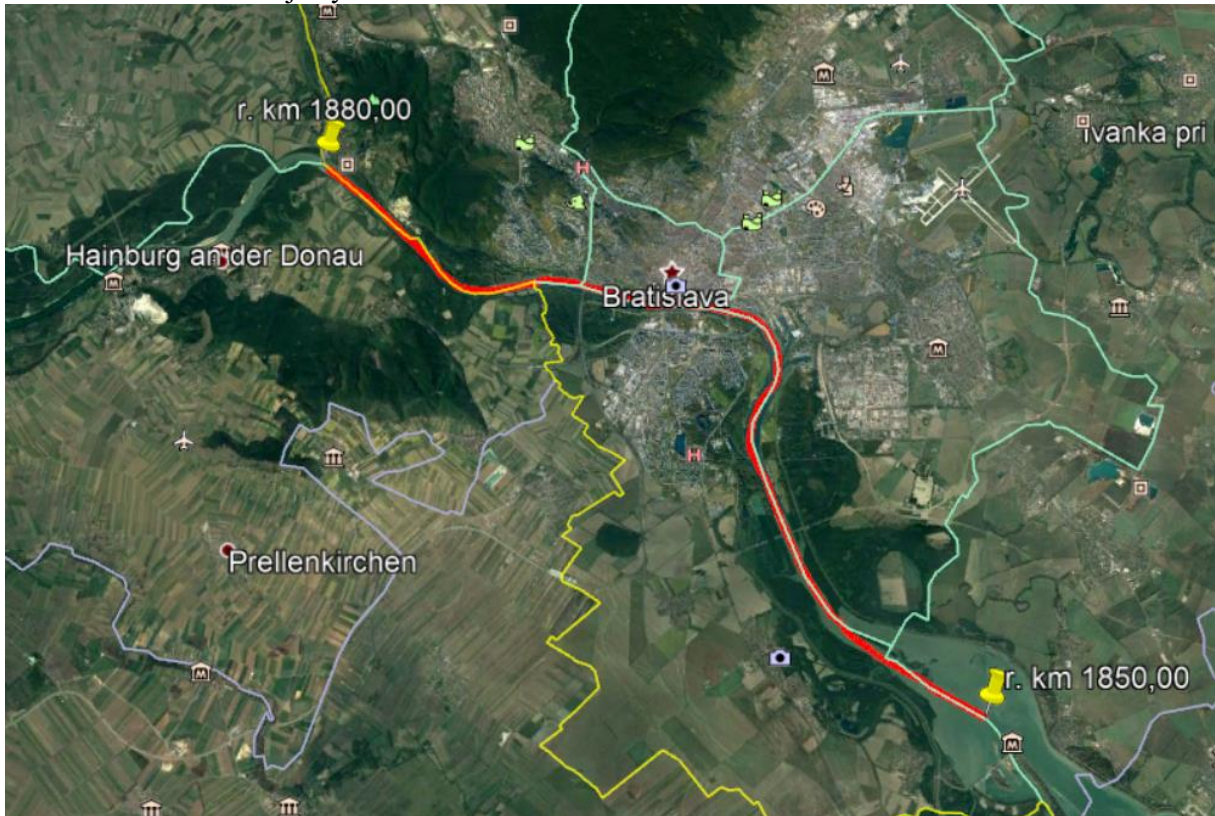 r. km 1880,00
Ivanka pri
Hainburg an der Donau
Bratislava
Prellenkirchen
r. km 1850,00